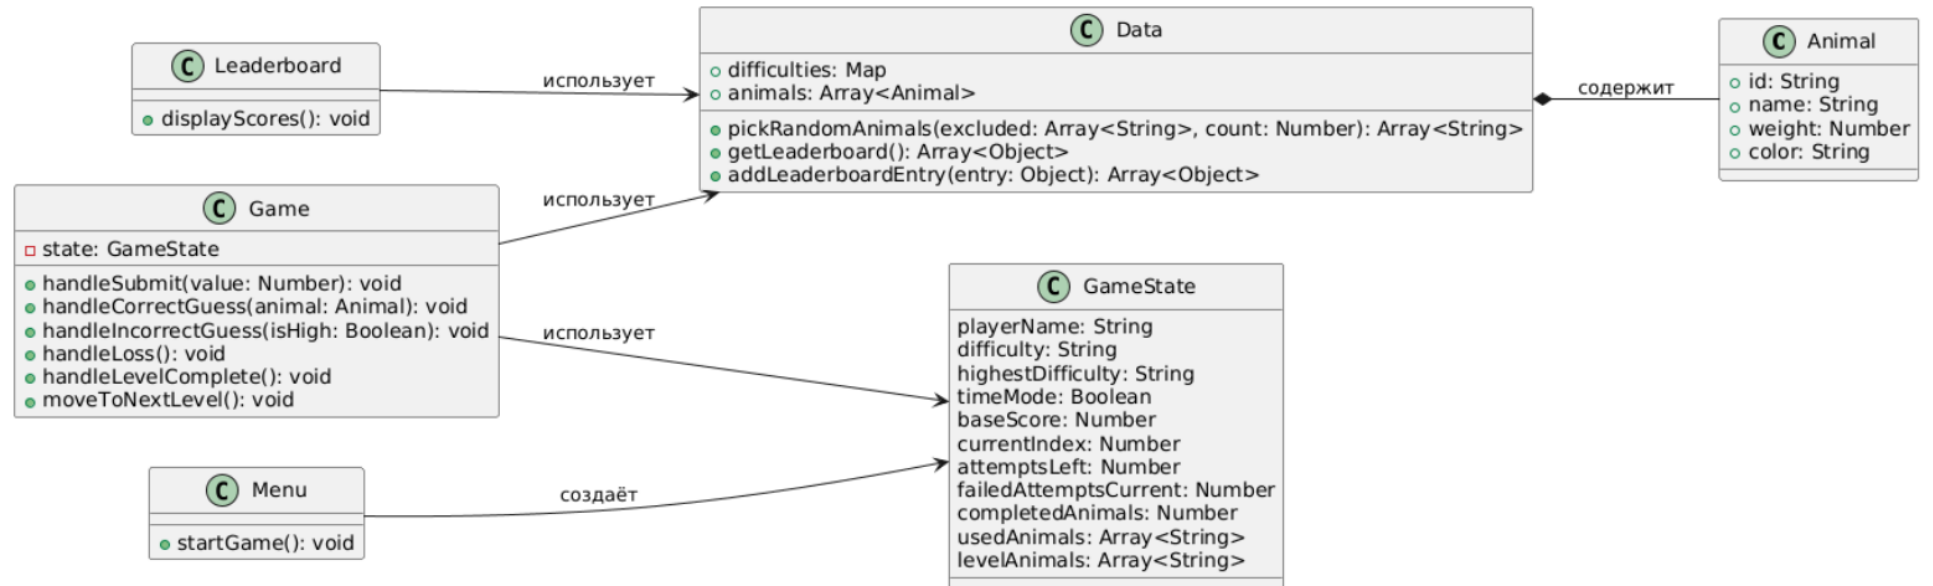 C Leaderboard
displayScores(): void
использует
C Data
difficulties: Map
animals: Array<Animal>
pickRandomAnimals(excluded: Array<String>, count: Number): Array<String>
getLeaderboard(): Array<Object>
addLeaderboardEntry(entry: Object): Array<Object>
содержит
C Animal
id: String
name: String
weight: Number
color: String
C Game
state: GameState
handleSubmit(value: Number): void
handleCorrectGuess(animal: Animal): void
handleIncorrectGuess(isHigh: Boolean): void
handleLoss(): void
handleLevelComplete(): void
moveToNextLevel(): void
использует
использует
C GameState
playerName: String
difficulty: String
highestDifficulty: String
timeMode: Boolean
baseScore: Number
currentIndex: Number
attemptsLeft: Number
failedAttemptsCurrent: Number
completedAnimals: Number
usedAnimals: Array<String>
levelAnimals: Array<String>
C Menu
startGame(): void
создаёт